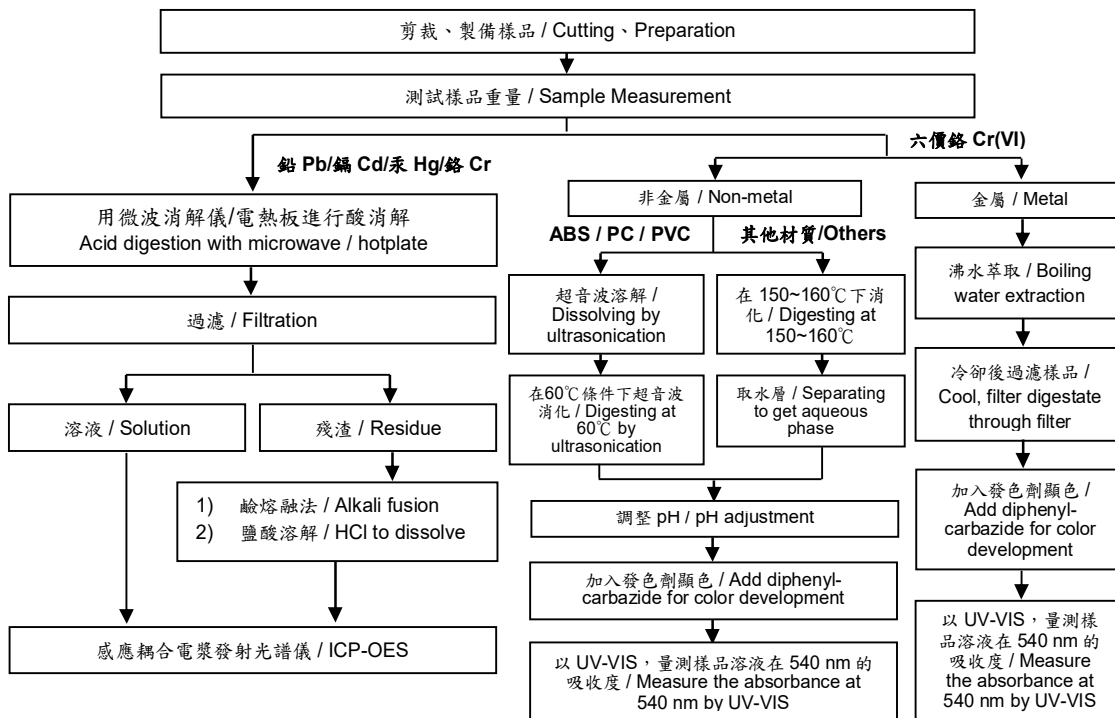 剪裁、製備樣品 / Cutting、Preparation
測試樣品重量 / Sample Measurement
六價鉻 Cr(VI)
鉛 Pb/鎘 Cd/汞 Hg/鉻 Cr
用微波消解儀/電熱板進行酸消解
Acid digestion with microwave / hotplate
過濾 / Filtration
溶液 / Solution
殘渣 / Residue
1) 鹼熔融法 / Alkali fusion
2) 鹽酸溶解 / HCl to dissolve
感應耦合電漿發射光譜儀 / ICP-OES
非金屬 / Non-metal
ABS / PC / PVC
其他材質/Others
超音波溶解 /
Dissolving by
ultrasonication
在 150~160℃下消
化 / Digesting at
150~160℃
在60℃條件下超音波
消化 / Digesting at
60℃ by
ultrasonication
取水層 / Separating
to get aqueous
phase
調整 pH / pH adjustment
加入發色劑顯色 / Add diphenyl-
carbazide for color development
以 UV-VIS，量測樣品溶液在 540 nm 的
吸收度 / Measure the absorbance at
540 nm by UV-VIS
金屬 / Metal
沸水萃取 / Boiling
water extraction
冷卻後過濾樣品 /
Cool, filter digestate
through filter
加入發色劑顯色 /
Add diphenyl-
carbazide for color
development
以 UV-VIS，量測樣
品溶液在 540 nm 的
吸收度 / Measure
the absorbance at
540 nm by UV-VIS